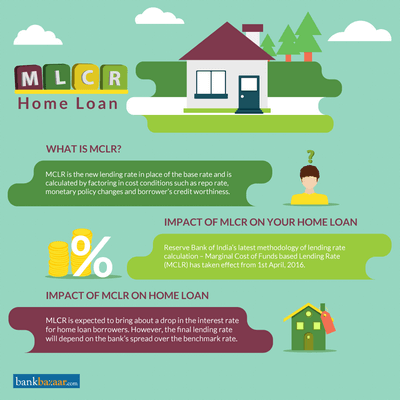 MLCR
Home Loan
WHAT IS MCLR?
MCLR is the new lending rate in place of the base rate and is
calculated by factoring in cost conditions such as repo rate,
monetary policy changes and borrower's credit worthiness.
?
IMPACT OF MLCR ON YOUR HOME LOAN
Reserve Bank of India's latest methodology of lending rate
calculation – Marginal Cost of Funds based Lending Rate
(MCLR) has taken effect from 1st April, 2016.
%
IMPACT OF MCLR ON HOME LOAN
MLCR is expected to bring about a drop in the interest rate
for home loan borrowers. However, the final lending rate
will depend on the bank's spread over the benchmark rate.
bankbazaar.com